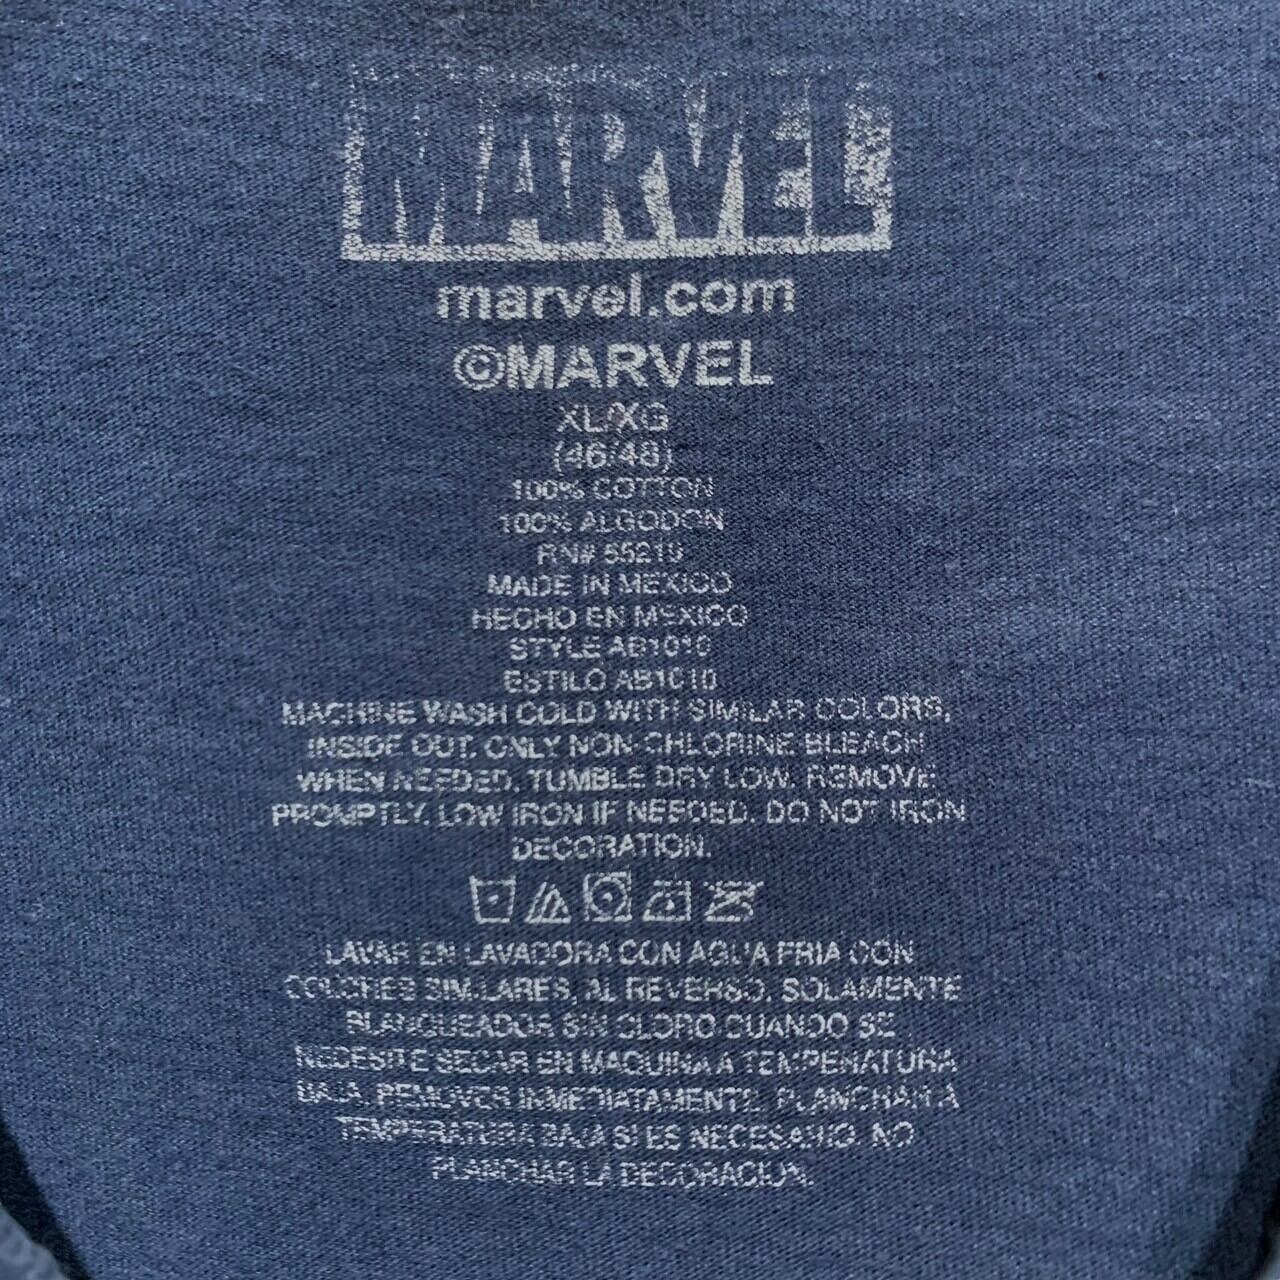 MARVEL
marvel.com
©MARVEL
XL/XG
(46/48)
100% COTTON
100% ALGODON
RN# 65219
MADE IN MEXICO
HECHO EN MEXICO
STYLE AB1010
ESTILO AB1010
MACHINE WASH COLD WITH SIMILAR COLORS,
INSIDE OUT. ONLY NON-CHLORINE BLEACH
WHEN NEEDED. TUMBLE DRY LOW. REMOVE
PROMPTLY. LOW IRON IF NEEDED. DO NOT IRON
DECORATION.
LAVAR EN LAVADORA CON AGUA FRIA CON
COLORES SIMILARES, AL REVERSO. SOLAMENTE
BLANQUEADOR SIN CLORO CUANDO SE
NECESITE SECAR EN MAQUINA A TEMPERATURA
BAJA. REMOVER INMEDIATAMENTE. PLANCHAR A
TEMPERATURA BAJA SI ES NECESARIO. NO
PLANCHAR LA DECORACION.